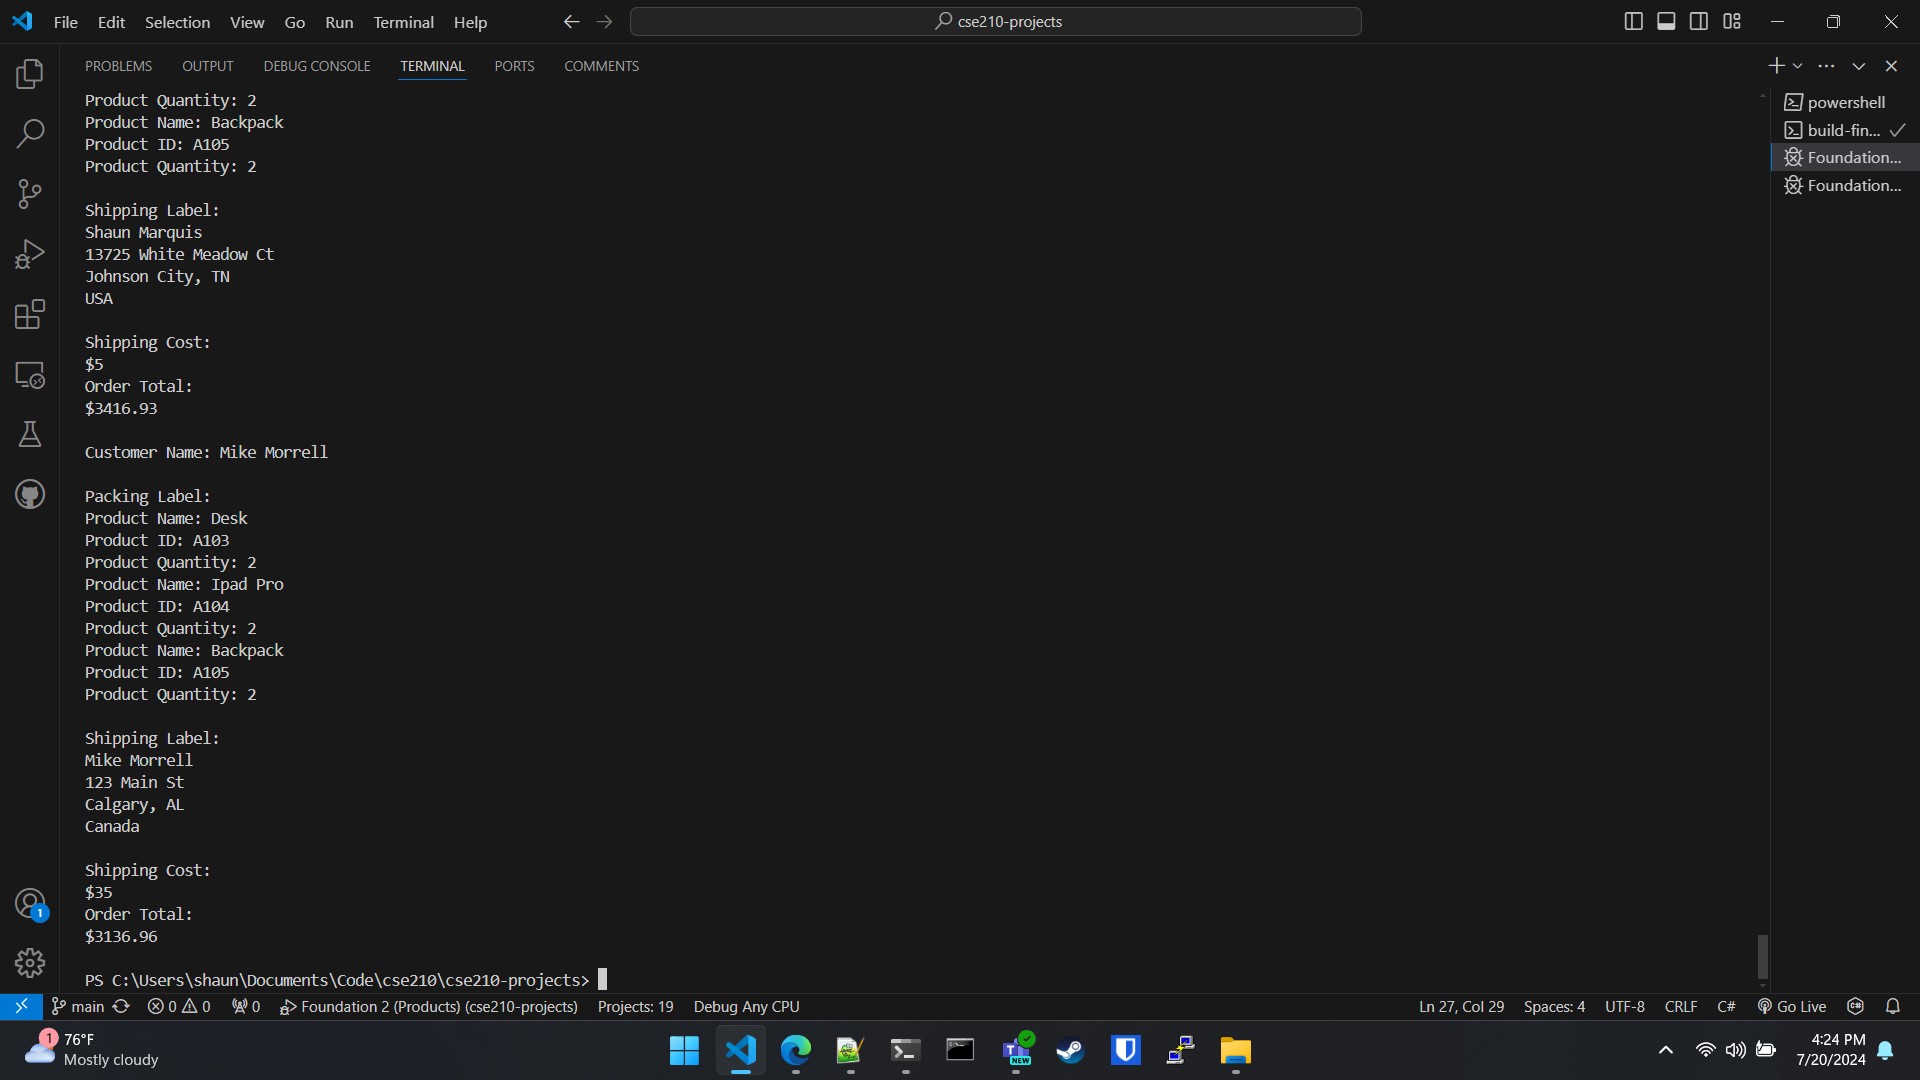 File Edit Selection View Go Run Terminal Help
cse210-projects
PROBLEMS OUTPUT DEBUG CONSOLE TERMINAL PORTS COMMENTS
Product Quantity: 2
Product Name: Backpack
Product ID: A105
Product Quantity: 2
Shipping Label:
Shaun Marquis
13725 White Meadow Ct
Johnson City, TN
USA
Shipping Cost:
$5
Order Total:
$3416.93
Customer Name: Mike Morrell
Packing Label:
Product Name: Desk
Product ID: A103
Product Quantity: 2
Product Name: Ipad Pro
Product ID: A104
Product Quantity: 2
Product Name: Backpack
Product ID: A105
Product Quantity: 2
Shipping Label:
Mike Morrell
123 Main St
Calgary, AL
Canada
Shipping Cost:
$35
Order Total:
$3136.96
PS C:\Users\shaun\Documents\Code\cse210\cse210-projects>
powershell
build-fin...
Foundation...
Foundation...
1
main 0 0 0 Foundation 2 (Products) (cse210-projects) Projects: 19 Debug Any CPU
Ln 27, Col 29 Spaces: 4 UTF-8 CRLF C# Go Live
1
76°F
Mostly cloudy
NEW
4:24 PM
7/20/2024